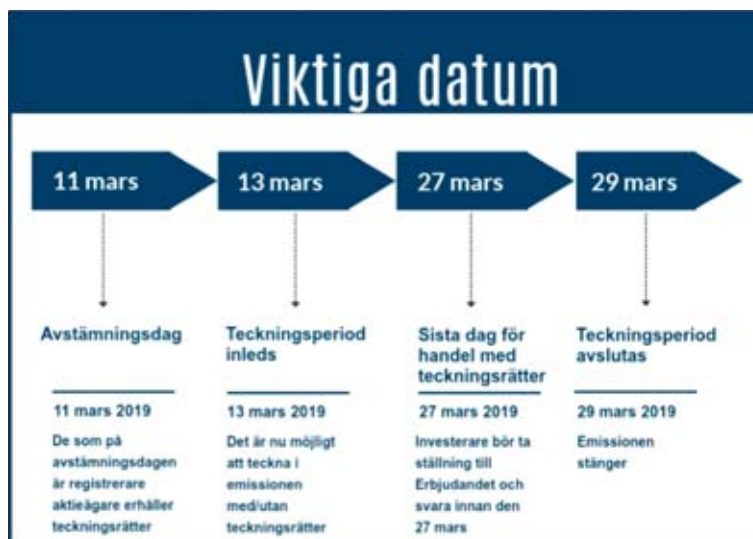 Viktiga datum
11 mars
13 mars
27 mars
29 mars
Avstämningsdag
11 mars 2019
De som på
avstämningsdagen
är registrerare
aktieägare erhåller
teckningsrätter
Teckningsperiod
inleds
13 mars 2019
Det är nu möjligt
att teckna i
emissionen
med/utan
teckningsrätter
Sista dag för
handel med
teckningsrätter
27 mars 2019
Investerare bör ta
ställning till
Erbjudandet och
svara innan den
27 mars
Teckningsperiod
avslutas
29 mars 2019
Emissionen
stänger